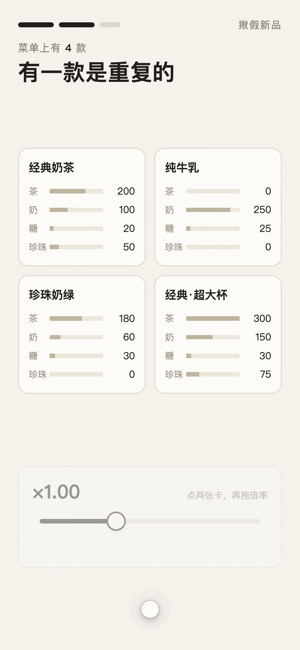 揪假新品
菜单上有 4 款
有一款是重复的
经典奶茶
茶 200
奶 100
糖 20
珍珠 50
纯牛乳
茶 0
奶 250
糖 25
珍珠 0
珍珠奶绿
茶 180
奶 60
糖 30
珍珠 0
经典·超大杯
茶 300
奶 150
糖 30
珍珠 75
×1.00
点两张卡，再拖倍率